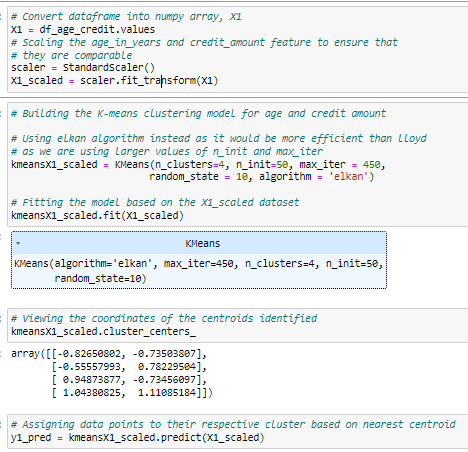 # Convert dataframe into numpy array, X1
X1 = df_age_credit.values
# Scaling the age_in_years and credit_amount feature to ensure that
# they are comparable
scaler = StandardScaler()
X1_scaled = scaler.fit_transform(X1)
# Building the K-means clustering model for age and credit amount
# Using elkan algorithm instead as it would be more efficient than Lloyd
# as we are using larger values of n_init and max_iter
kmeansX1_scaled = KMeans(n_clusters=4, n_init=50, max_iter = 450,
random_state = 10, algorithm = 'elkan')
# Fitting the model based on the X1_scaled dataset
kmeansX1_scaled.fit(X1_scaled)
KMeans
KMeans(algorithm='elkan', max_iter=450, n_clusters=4, n_init=50,
random_state=10)
# Viewing the coordinates of the centroids identified
kmeansX1_scaled.cluster_centers_
array([[-0.82650802, -0.73503807],
[-0.55557993, 0.78229504],
[ 0.94873877, -0.73456097],
[ 1.04380825, 1.11085184]])
# Assigning data points to their respective cluster based on nearest centroid
y1_pred = kmeansX1_scaled.predict(X1_scaled)